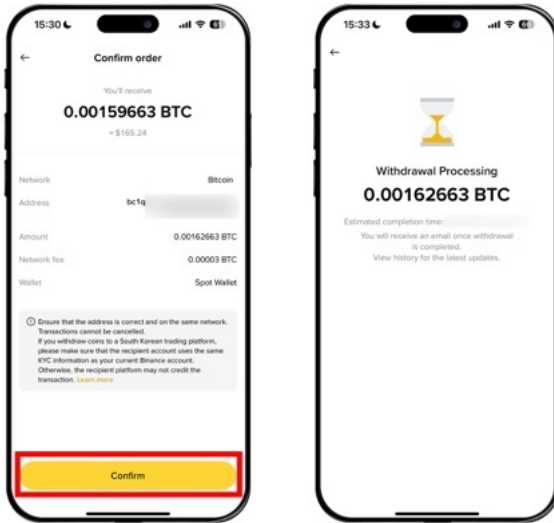 15:30
Confirm order
You'll receive
0.00159663 BTC
≈ $165.24
Network Bitcoin
Address bc1q
Amount 0.00162663 BTC
Network fee 0.00003 BTC
Wallet Spot Wallet
Ensure that the address is correct and on the same network.
Transactions cannot be cancelled.
If you withdraw coins to a South Korean trading platform,
please make sure that the recipient account uses the same
KYC information as your current Binance account.
Otherwise, the recipient platform may not credit the
transaction. Learn more
Confirm
15:33
Withdrawal Processing
0.00162663 BTC
Estimated completion time:
You will receive an email once withdrawal
is completed.
View history for the latest updates.